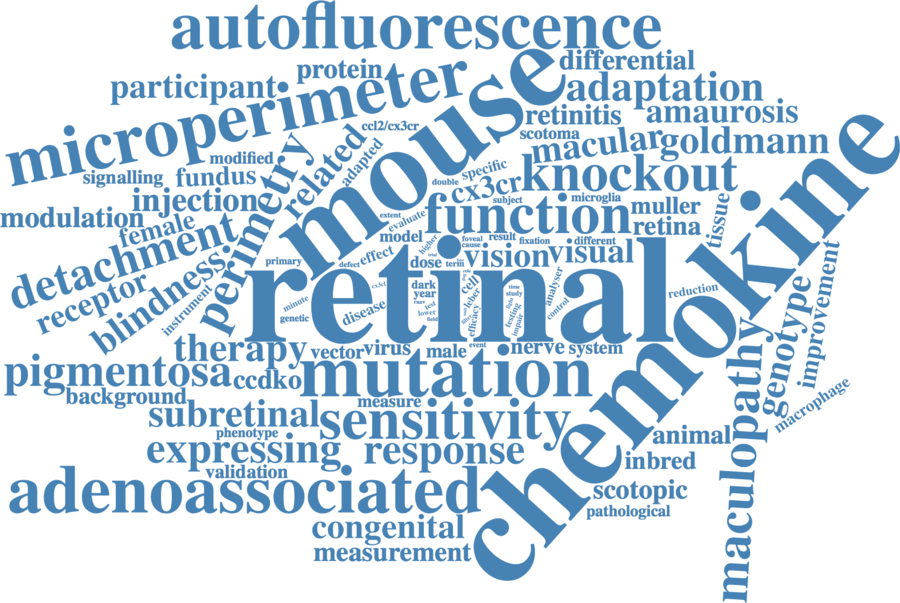 autofluorescence
differential
protein
participant
microperimeter
mouse
adaptation
retinitis
amaurosis
ccl2/cx3cr
scotoma
macular
goldmann
modified
adapted
related
signalling
fundus
perimetry
specific
double
cx3cr
knockout
chemokine
injection
subject
microglia
modulation
female
extent
evaluate
function
muller
retina
tissue
detachment
model
higher
foveal
result
fixation
different
cause
effect
vision
visual
receptor
blindness
primary
defect
dose
term
retinal
instrument
minute
genetic
disease
dark
year
lower
test
field
cell
leber
efficacy
time
study
light
testing
impair
analyser
control
reduction
genotype
improvement
therapy
vector
virus
male
event
nerve
system
pigmentosa
ccdko
mutation
background
measure
macrophage
subretinal
sensitivity
phenotype
maculopathy
expressing
response
animal
validation
inbred
adenoassociated
scotopic
pathological
congenital
measurement